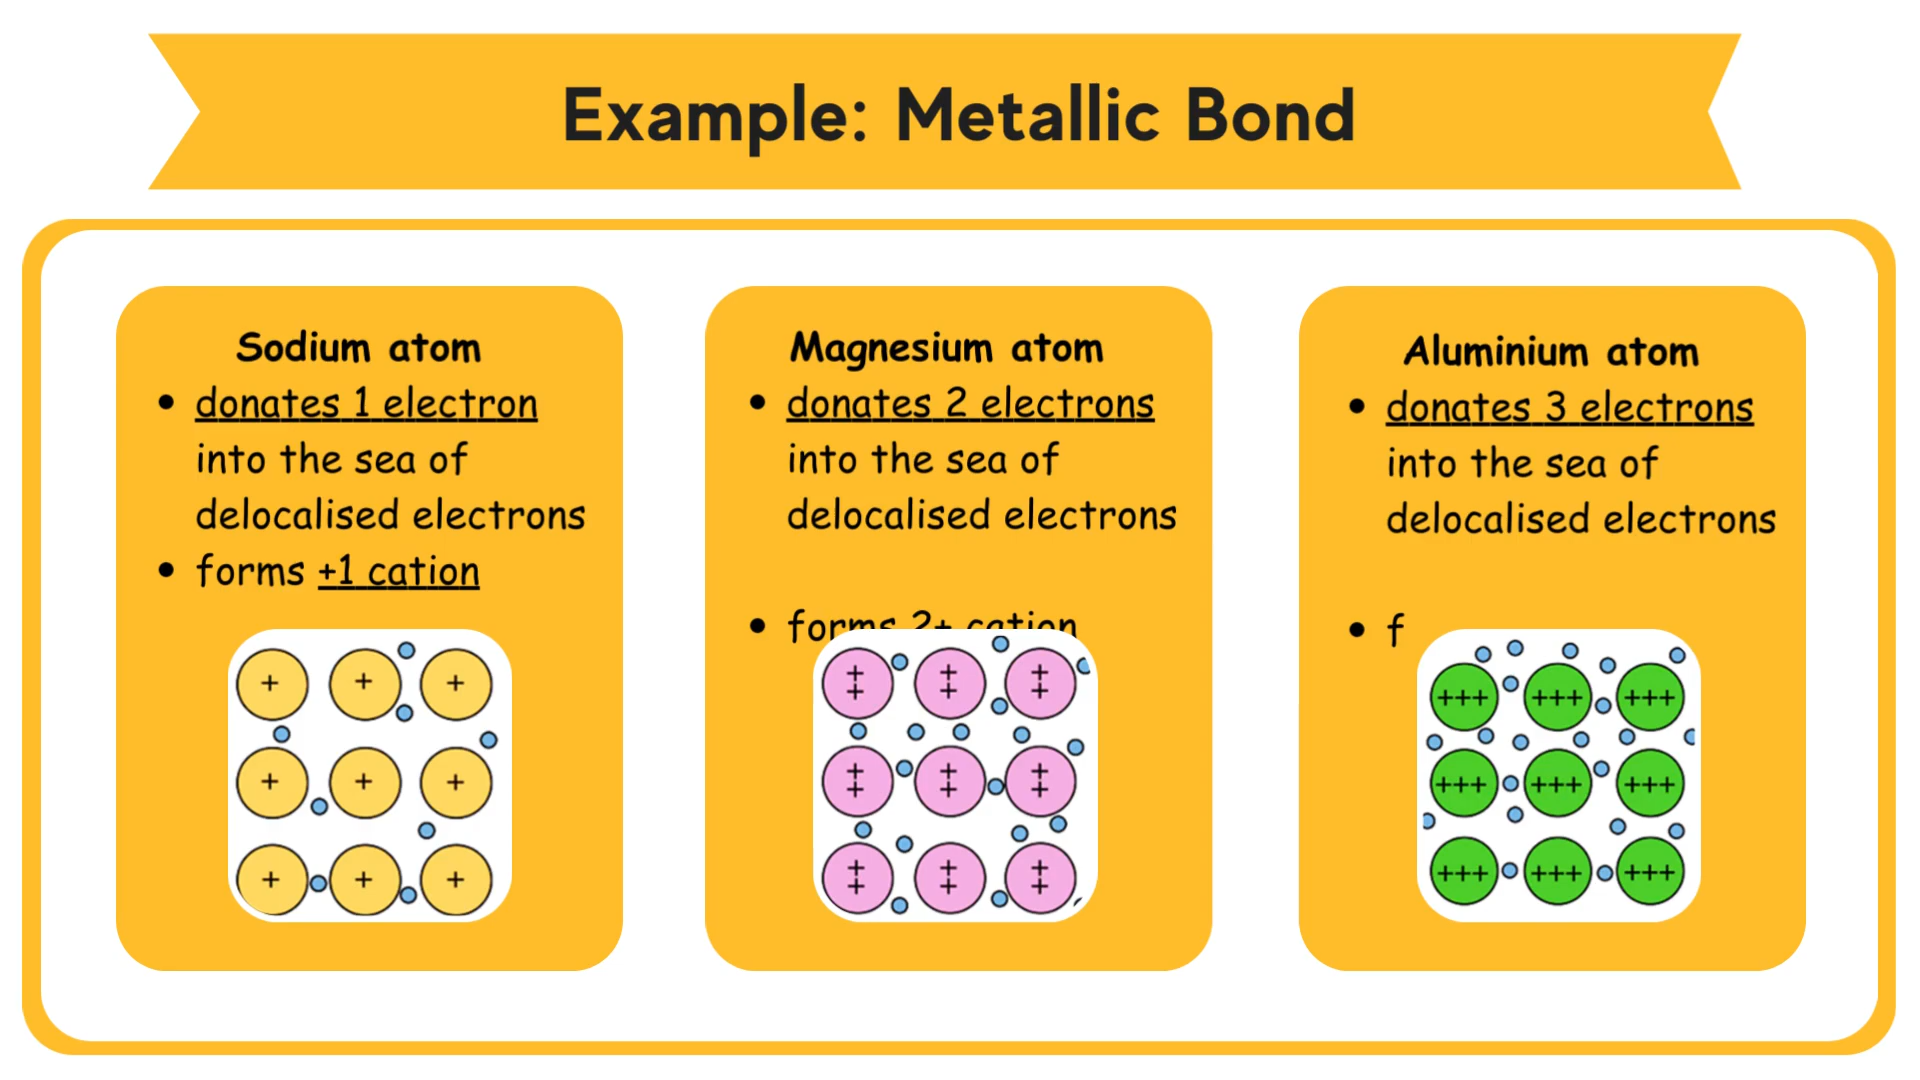 Example: Metallic Bond
Sodium atom
• donates 1 electron
into the sea of
delocalised electrons
• forms +1 cation
+ + +
+ + +
+ + +
Magnesium atom
• donates 2 electrons
into the sea of
delocalised electrons
• forms 2+ cation
++ ++ ++
++ ++ ++
++ ++ ++
Aluminium atom
• donates 3 electrons
into the sea of
delocalised electrons
• f
+++ +++ +++
+++ +++ +++
+++ +++ +++